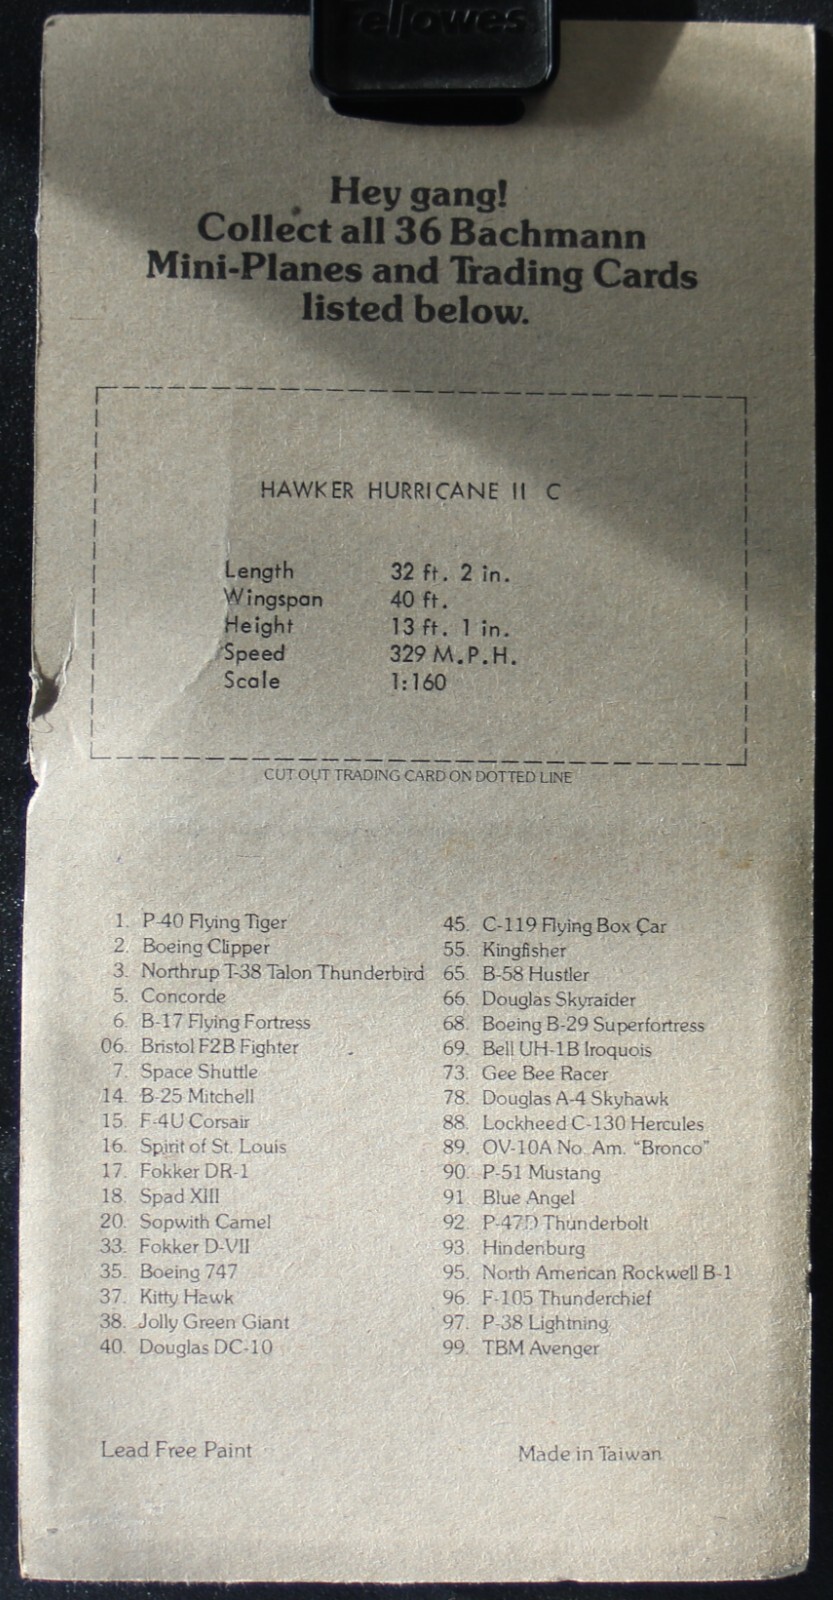 Fellowes
Hey gang!
Collect all 36 Bachmann
Mini-Planes and Trading Cards
listed below.
HAWKER HURRICANE II C
Length 32 ft. 2 in.
Wingspan 40 ft.
Height 13 ft. 1 in.
Speed 329 M.P.H.
Scale 1:160
CUT OUT TRADING CARD ON DOTTED LINE
1. P-40 Flying Tiger
2. Boeing Clipper
3. Northrup T-38 Talon Thunderbird
5. Concorde
6. B-17 Flying Fortress
06. Bristol F2B Fighter
7. Space Shuttle
14. B-25 Mitchell
15. F-4U Corsair
16. Spirit of St. Louis
17. Fokker DR-1
18. Spad XIII
20. Sopwith Camel
33. Fokker D-VII
35. Boeing 747
37. Kitty Hawk
38. Jolly Green Giant
40. Douglas DC-10
45. C-119 Flying Box Car
55. Kingfisher
65. B-58 Hustler
66. Douglas Skyraider
68. Boeing B-29 Superfortress
69. Bell UH-1B Iroquois
73. Gee Bee Racer
78. Douglas A-4 Skyhawk
88. Lockheed C-130 Hercules
89. OV-10A No. Am. “Bronco”
90. P-51 Mustang
91. Blue Angel
92. P-47D Thunderbolt
93. Hindenburg
95. North American Rockwell B-1
96. F-105 Thunderchief
97. P-38 Lightning
99. TBM Avenger
Lead Free Paint
Made in Taiwan